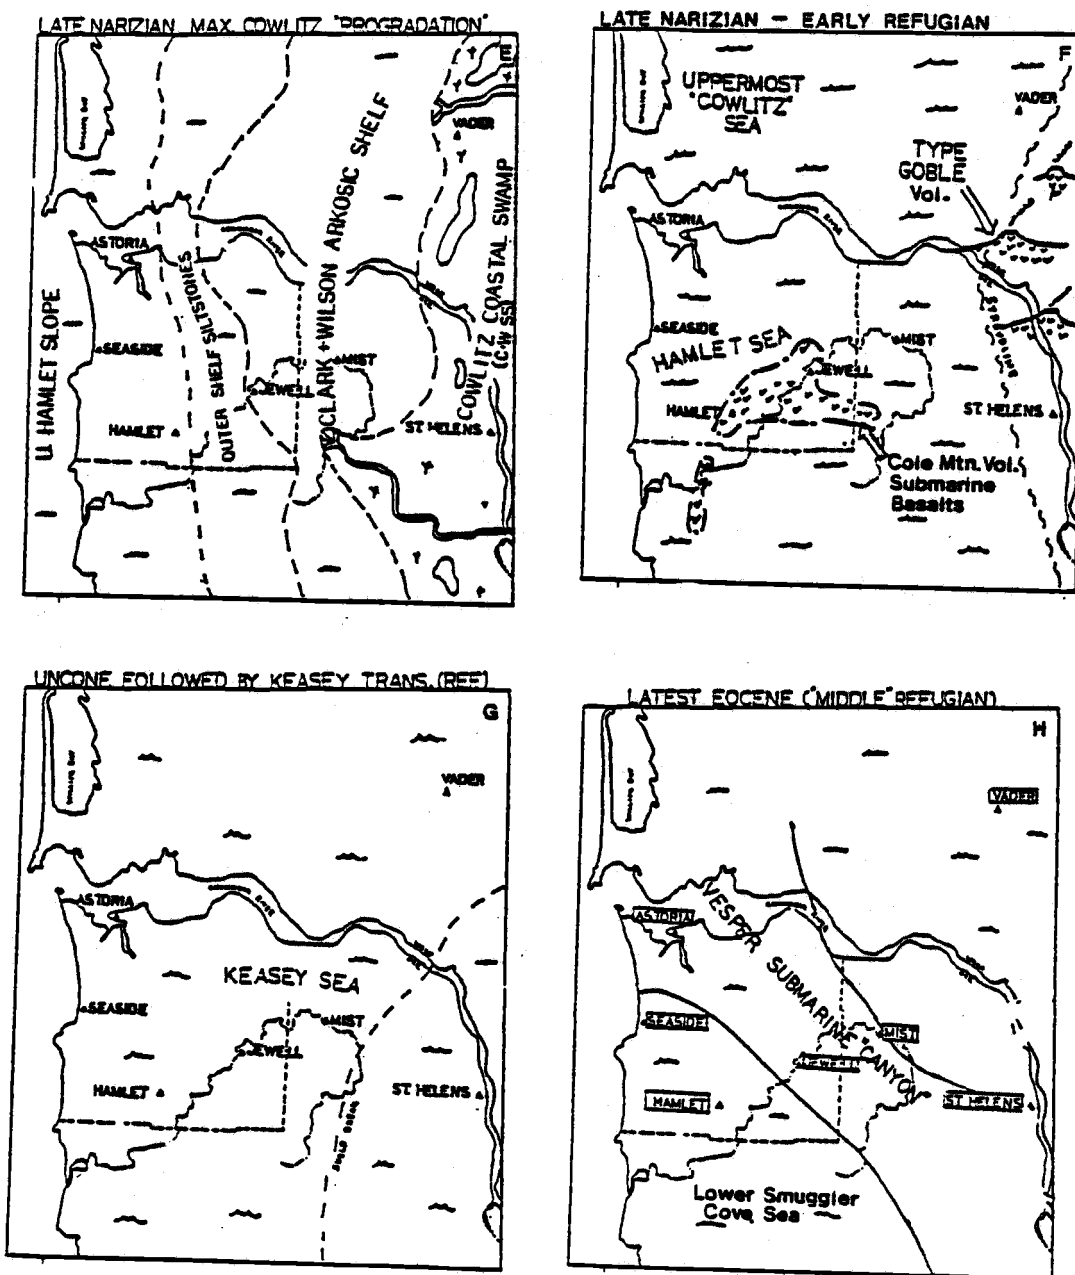 LATE NARIZIAN MAX. COWLITZ "PROGRADATION"
E
VADER
ASTORIA
SEASIDE
HAMLET
JEWELL
MIST
ST. HELENS
U. HAMLET SLOPE
OUTER SHELF SILTSTONES
CLARK + WILSON ARKOSIC SHELF
COWLITZ COASTAL SWAMP
(C+W SS)
LATE NARIZIAN - EARLY REFUGIAN
F
UPPERMOST
"COWLITZ"
SEA
VADER
TYPE
GOBLE
Vol.
ASTORIA
SEASIDE
HAMLET SEA
MIST
JEWELL
HAMLET
ST. HELENS
Cole Mtn. Vol.
Submarine
Basalts
UNCONF. FOLLOWED BY KEASEY TRANS. (REF)
G
VADER
ASTORIA
KEASEY SEA
SEASIDE
MIST
JEWELL
HAMLET
ST. HELENS
LATEST EOCENE ("MIDDLE" REFUGIAN)
H
VADER
ASTORIA
VESPER SUBMARINE CANYON
SEASIDE
MIST
JEWELL
HAMLET
ST. HELENS
Lower Smuggler
Cove Sea